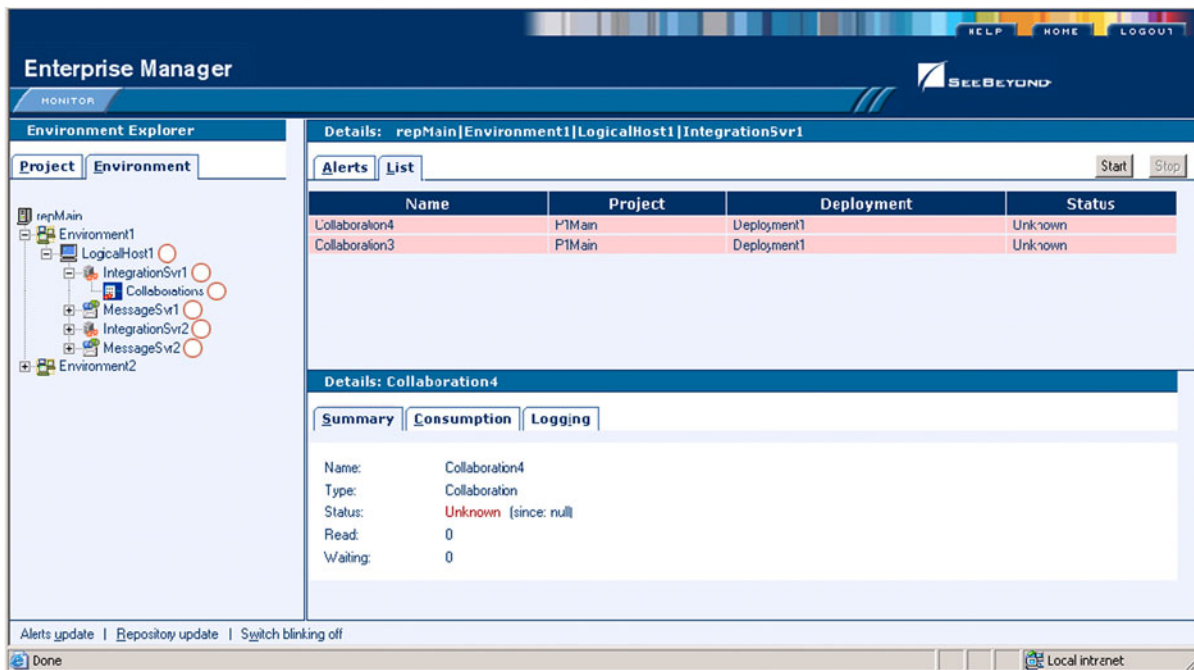 HELP HOME LOGOUT
Enterprise Manager
SEEBEYOND
MONITOR
Environment Explorer
Details: repMain|Environment1|LogicalHost1|IntegrationSvr1
Project Environment
Alerts List
Start Stop
Name Project Deployment Status
Collaboration4 P1Main Deployment1 Unknown
Collaboration3 P1Main Deployment1 Unknown
repMain
Environment1
LogicalHost1
IntegrationSvr1
Collaborations
MessageSvr1
IntegrationSvr2
MessageSvr2
Environment2
Details: Collaboration4
Summary Consumption Logging
Name: Collaboration4
Type: Collaboration
Status: Unknown (since: null)
Read: 0
Waiting: 0
Alerts update | Repository update | Switch blinking off
Done
Local intranet